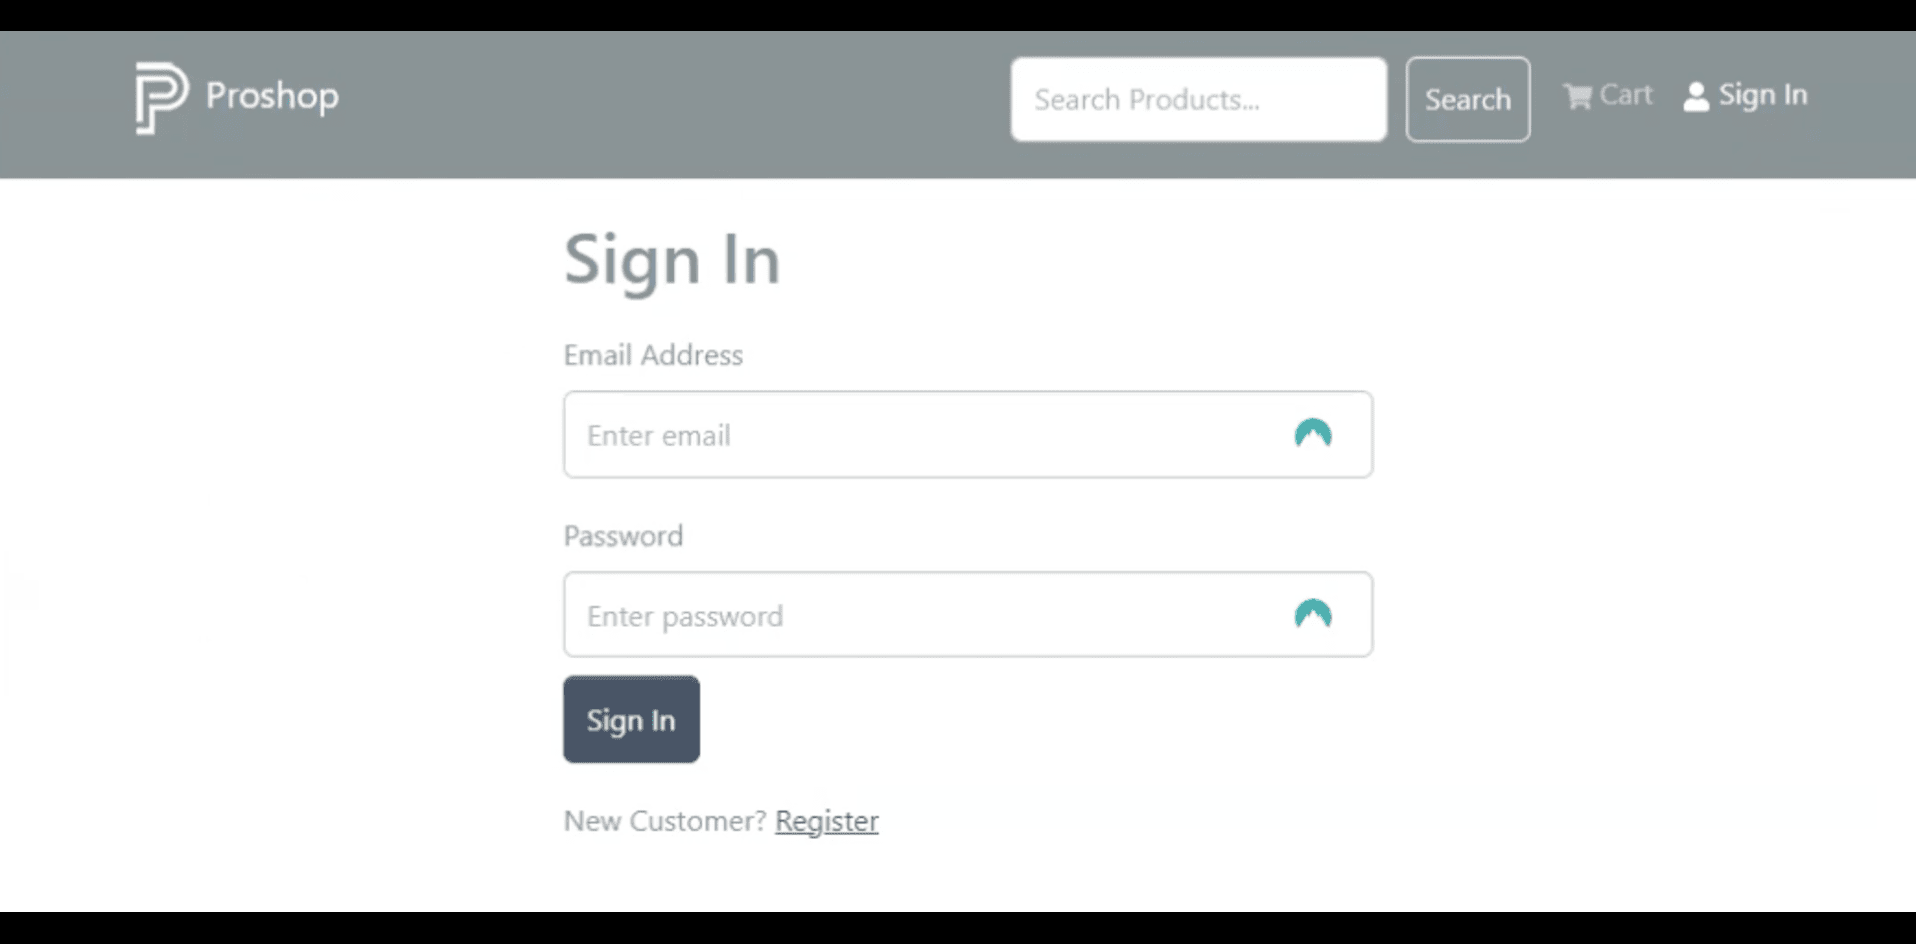 Proshop
Search Products...
Search
Cart
Sign In
Sign In
Email Address
Enter email
Password
Enter password
Sign In
New Customer? Register